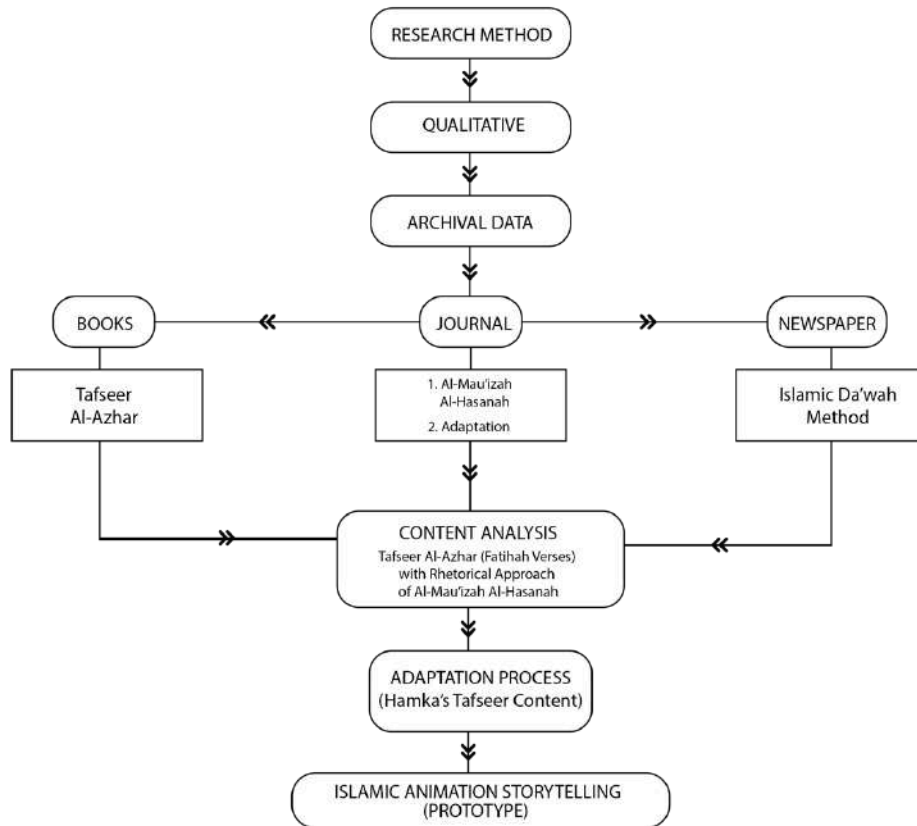 RESEARCH METHOD
QUALITATIVE
ARCHIVAL DATA
BOOKS
JOURNAL
NEWSPAPER
Tafseer
Al-Azhar
1. Al-Mau'izah
Al-Hasanah
2. Adaptation
Islamic Da'wah
Method
CONTENT ANALYSIS
Tafseer Al-Azhar (Fatihah Verses)
with Rhetorical Approach
of Al-Mau'izah Al-Hasanah
ADAPTATION PROCESS
(Hamka's Tafseer Content)
ISLAMIC ANIMATION STORYTELLING
(PROTOTYPE)